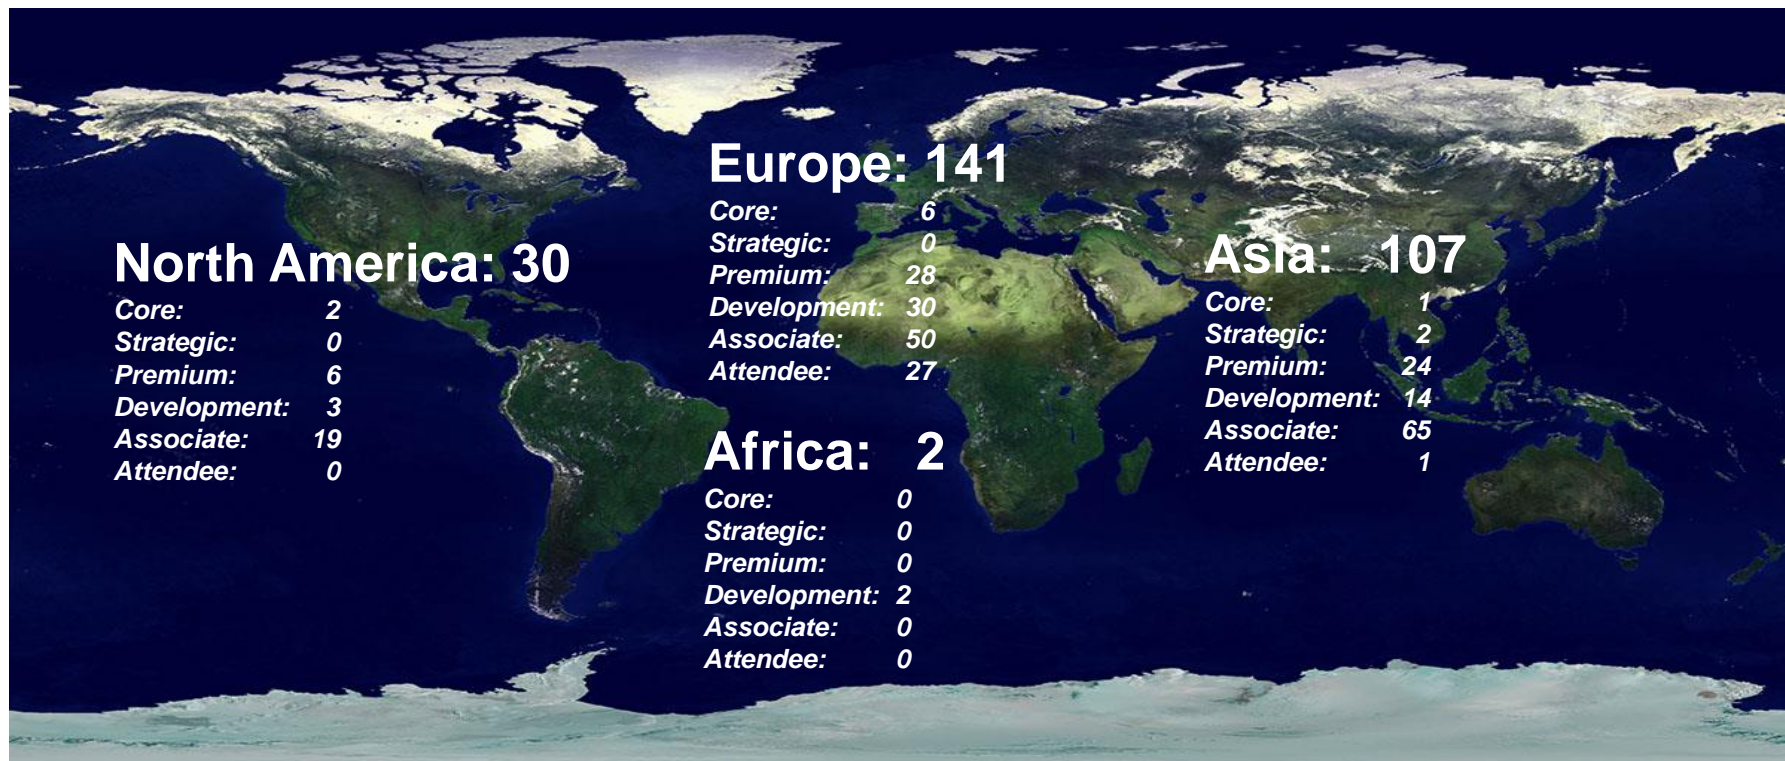 North America: 30
Core: 2
Strategic: 0
Premium: 6
Development: 3
Associate: 19
Attendee: 0
Europe: 141
Core: 6
Strategic: 0
Premium: 28
Development: 30
Associate: 50
Attendee: 27
Africa: 2
Core: 0
Strategic: 0
Premium: 0
Development: 2
Associate: 0
Attendee: 0
Asia: 107
Core: 1
Strategic: 2
Premium: 24
Development: 14
Associate: 65
Attendee: 1